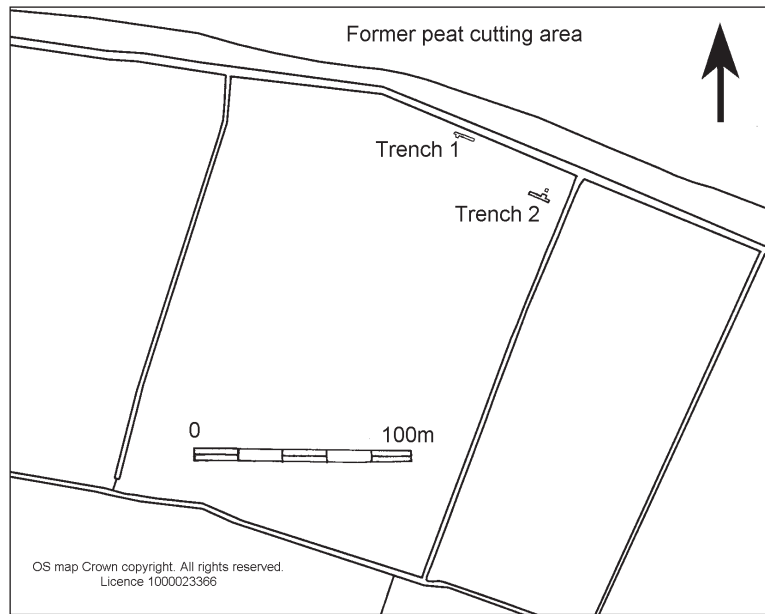 Former peat cutting area
Trench 1
Trench 2
0 100m
OS map Crown copyright. All rights reserved.
Licence 1000023366